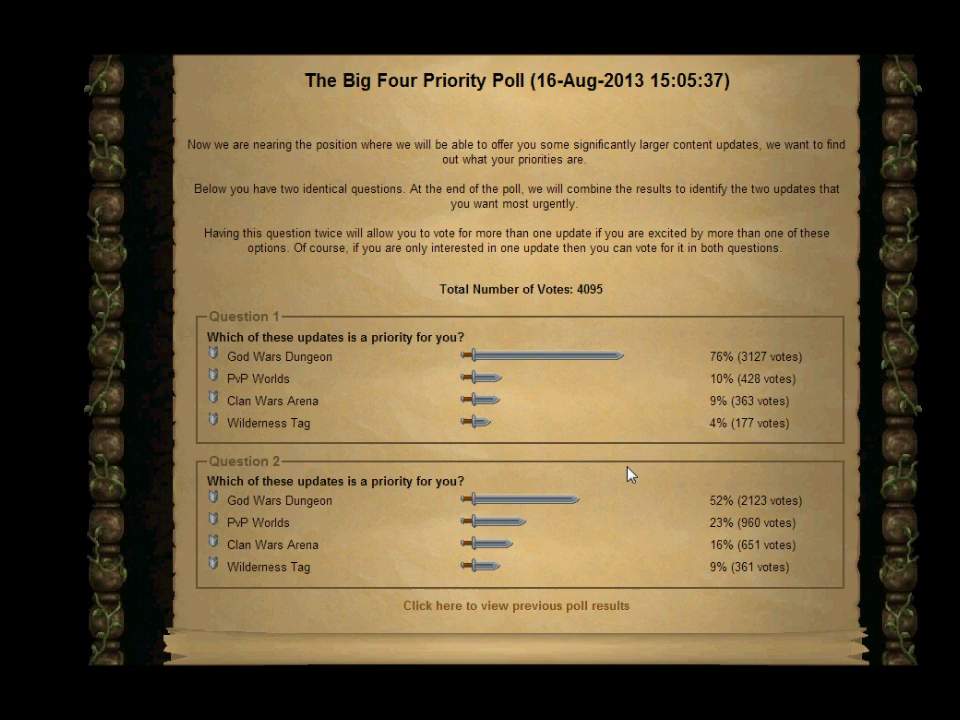 The Big Four Priority Poll (16-Aug-2013 15:05:37)
Now we are nearing the position where we will be able to offer you some significantly larger content updates, we want to find
out what your priorities are.
Below you have two identical questions. At the end of the poll, we will combine the results to identify the two updates that
you want most urgently.
Having this question twice will allow you to vote for more than one update if you are excited by more than one of these
options. Of course, if you are only interested in one update then you can vote for it in both questions.
Total Number of Votes: 4095
Question 1
Which of these updates is a priority for you?
God Wars Dungeon 76% (3127 votes)
PvP Worlds 10% (428 votes)
Clan Wars Arena 9% (363 votes)
Wilderness Tag 4% (177 votes)
Question 2
Which of these updates is a priority for you?
God Wars Dungeon 52% (2123 votes)
PvP Worlds 23% (960 votes)
Clan Wars Arena 16% (651 votes)
Wilderness Tag 9% (361 votes)
Click here to view previous poll results